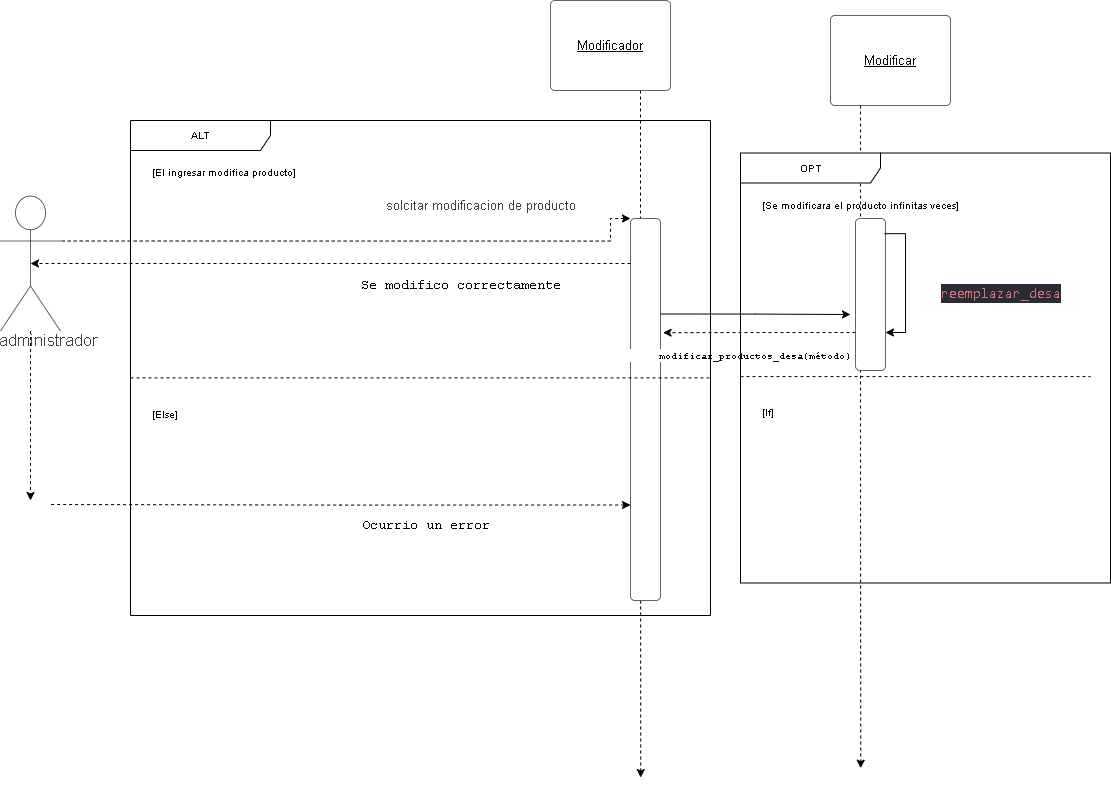 Modificador
Modificar
ALT
[El ingresar modifica producto]
OPT
[Se modificara el producto infinitas veces]
solcitar modificacion de producto
Se modifico correctamente
reemplazar_desa
administrador
modificar_productos_desa(método)
[Else]
[If]
Ocurrio un error